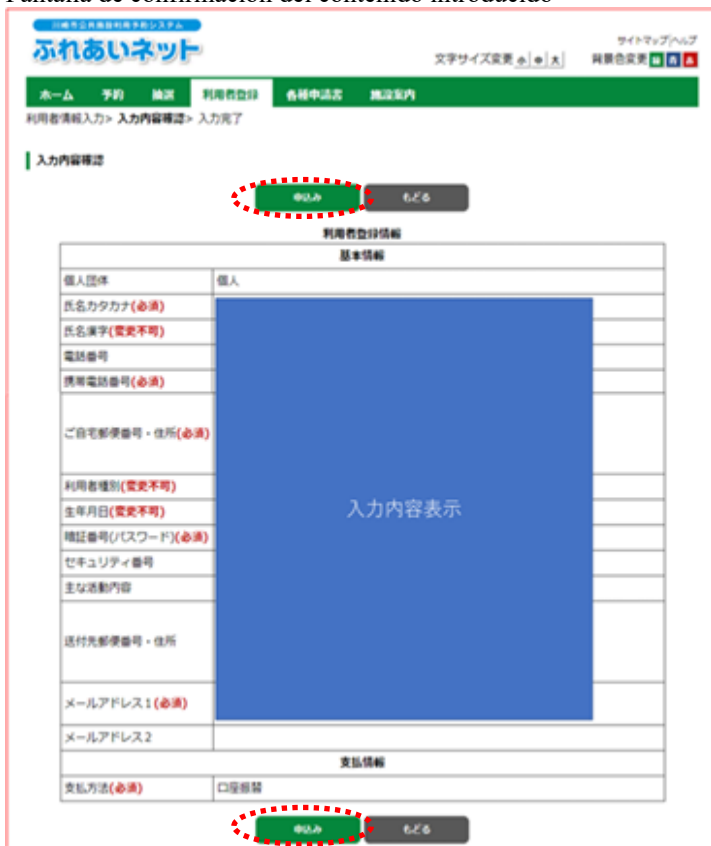 Pantalla de confirmación del contenido introducido
川崎市公共施設利用予約システム
ふれあいネット
サイトマップ|ヘルプ
文字サイズ変更 小 中 大 背景色変更
ホーム 予約 抽選 利用者登録 各種申請書 施設案内
利用者情報入力> 入力内容確認> 入力完了
入力内容確認
申込み もどる
利用者登録情報
基本情報
個人団体 個人
氏名カタカナ(必須)
氏名漢字(変更不可)
電話番号
携帯電話番号(必須)
ご自宅郵便番号・住所(必須)
利用者種別(変更不可)
入力内容表示
生年月日(変更不可)
暗証番号(パスワード)(必須)
セキュリティ番号
主な活動内容
送付先郵便番号・住所
メールアドレス1(必須)
メールアドレス2
支払情報
支払方法(必須) 口座振替
申込み もどる